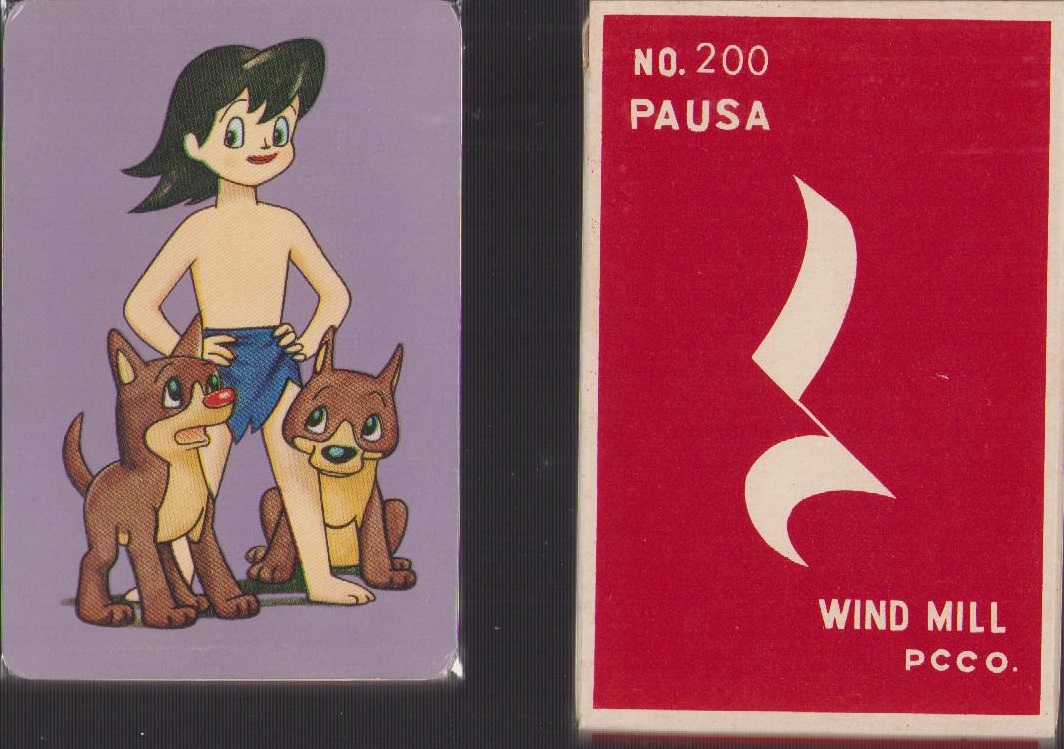 NO. 200
PAUSA
WIND MILL
PCCO.